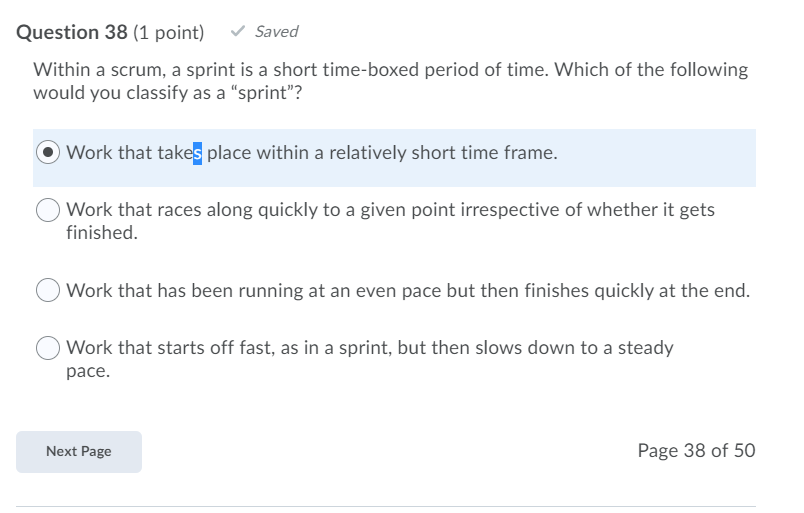 Question 38 (1 point) Saved
Within a scrum, a sprint is a short time-boxed period of time. Which of the following
would you classify as a “sprint”?
Work that takes place within a relatively short time frame.
Work that races along quickly to a given point irrespective of whether it gets
finished.
Work that has been running at an even pace but then finishes quickly at the end.
Work that starts off fast, as in a sprint, but then slows down to a steady
pace.
Next Page
Page 38 of 50